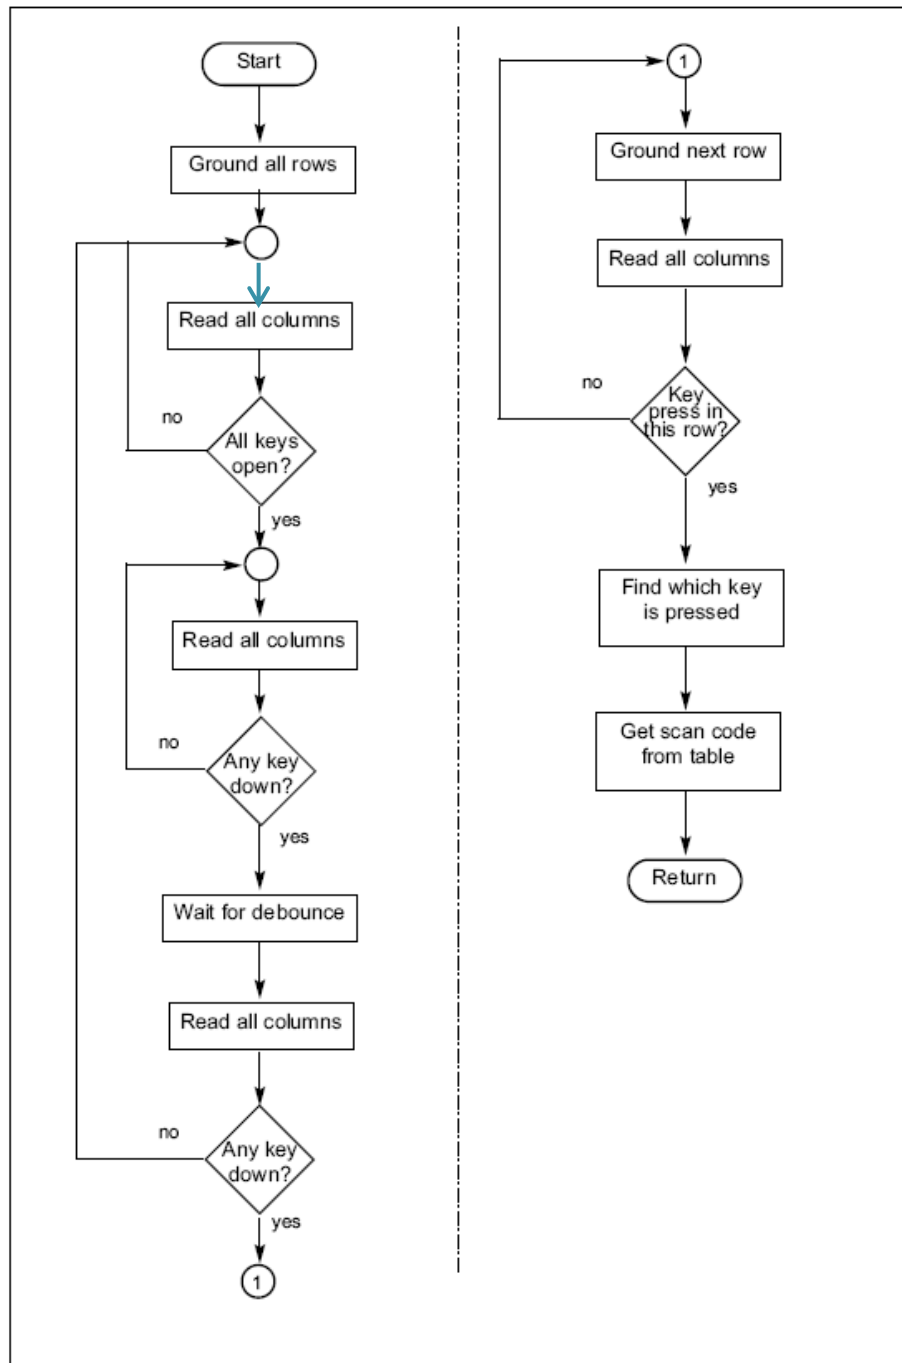 Start
Ground all rows
Read all columns
no
All keys
open?
yes
Read all columns
no
Any key
down?
yes
Wait for debounce
Read all columns
no
Any key
down?
yes
1
1
Ground next row
Read all columns
no
Key
press in
this row?
yes
Find which key
is pressed
Get scan code
from table
Return